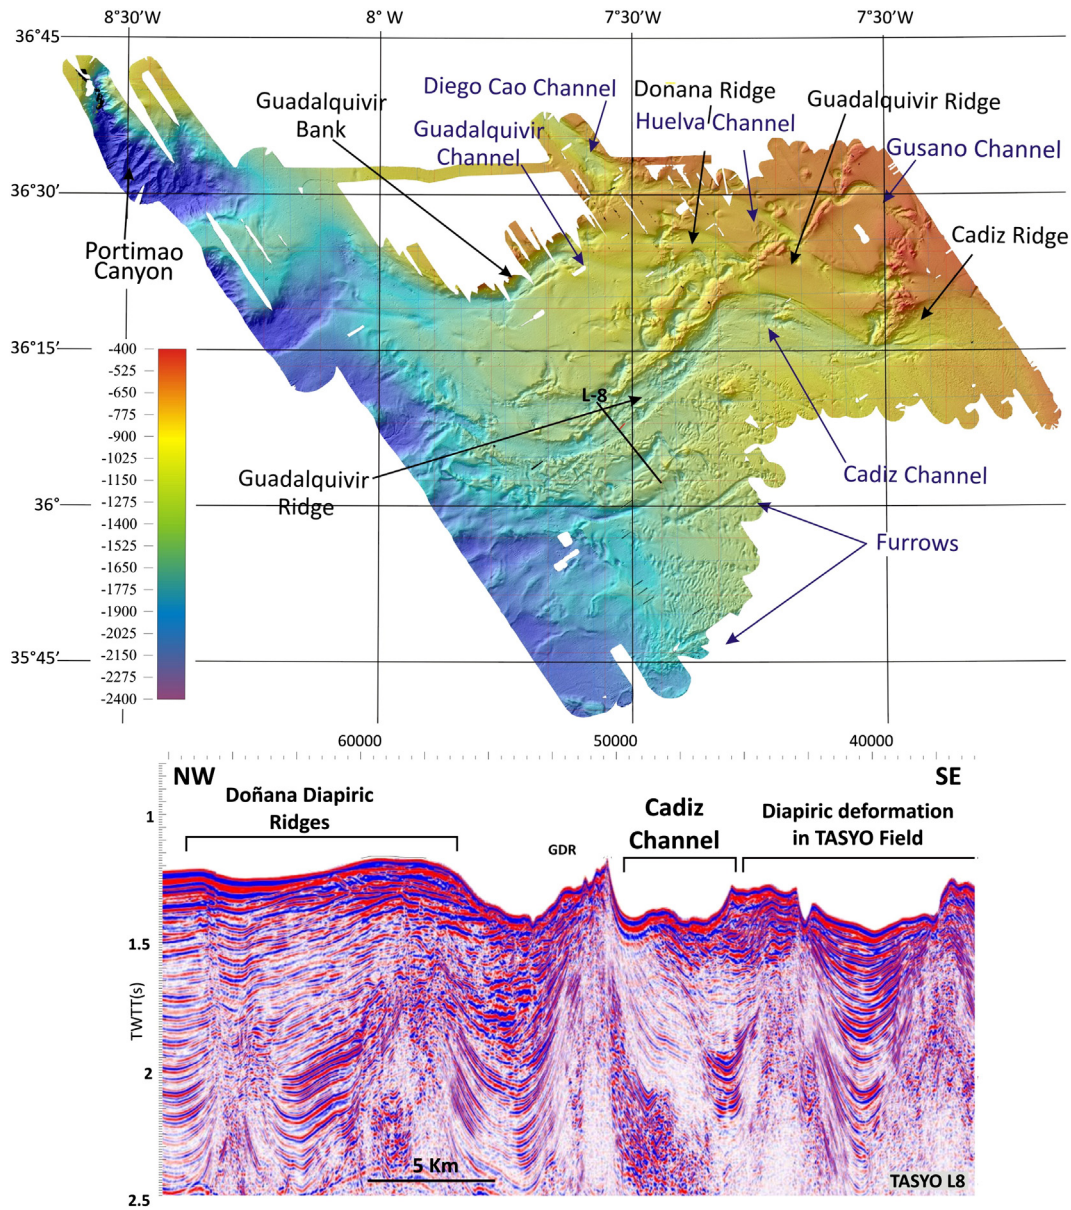 8°30'W 8° W 7°30'W 7°30'W
36°45'
Diego Cao Channel
Doñana Ridge
Guadalquivir Ridge
Guadalquivir
Bank
Huelva Channel
Guadalquivir
Channel
Gusano Channel
36°30'
Cadiz Ridge
Portimao
Canyon
36°15'
-400
-525
-650
-775
-900
-1025
-1150
-1275
-1400
-1525
-1650
-1775
-1900
-2025
-2150
-2275
-2400
L-8
Guadalquivir
Ridge
Cadiz Channel
36°
Furrows
35°45'
60000 50000 40000
NW SE
Doñana Diapiric
Ridges
Cadiz
Channel
Diapiric deformation
in TASYO Field
GDR
1
1.5
TWTT(s)
2
2.5
5 Km
TASYO L8